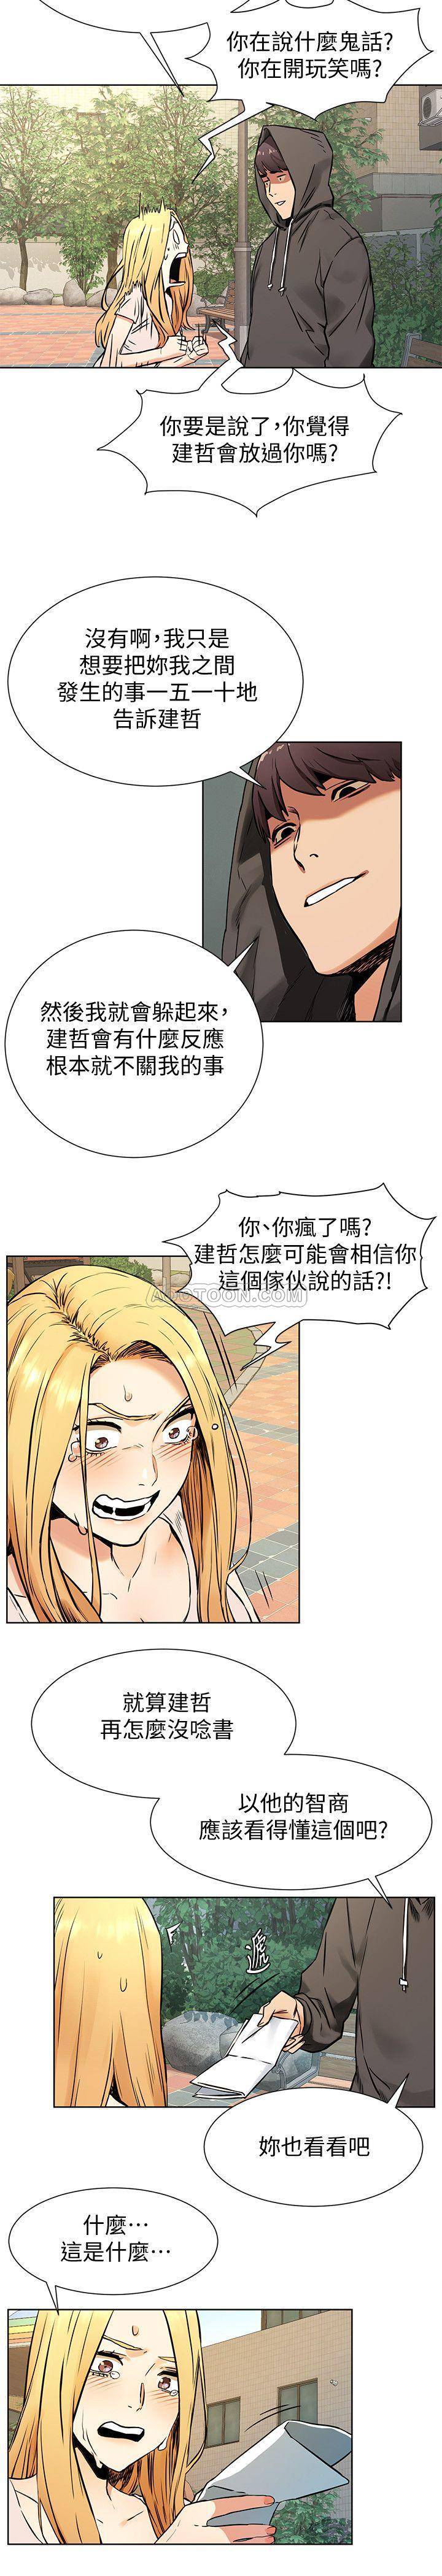 你在說什麼鬼話?
你在開玩笑嗎?
你要是說了,你覺得
建哲會放過你嗎?
沒有啊,我只是
想要把妳我之間
發生的事一五一十地
告訴建哲
然後我就會躲起來,
建哲會有什麼反應
根本就不關我的事
你、你瘋了嗎?
建哲怎麼可能會相信你
這個傢伙說的話?!
就算建哲
再怎麼沒唸書
以他的智商
應該看得懂這個吧?
遞
妳也看看吧
什麼…
這是什麼…